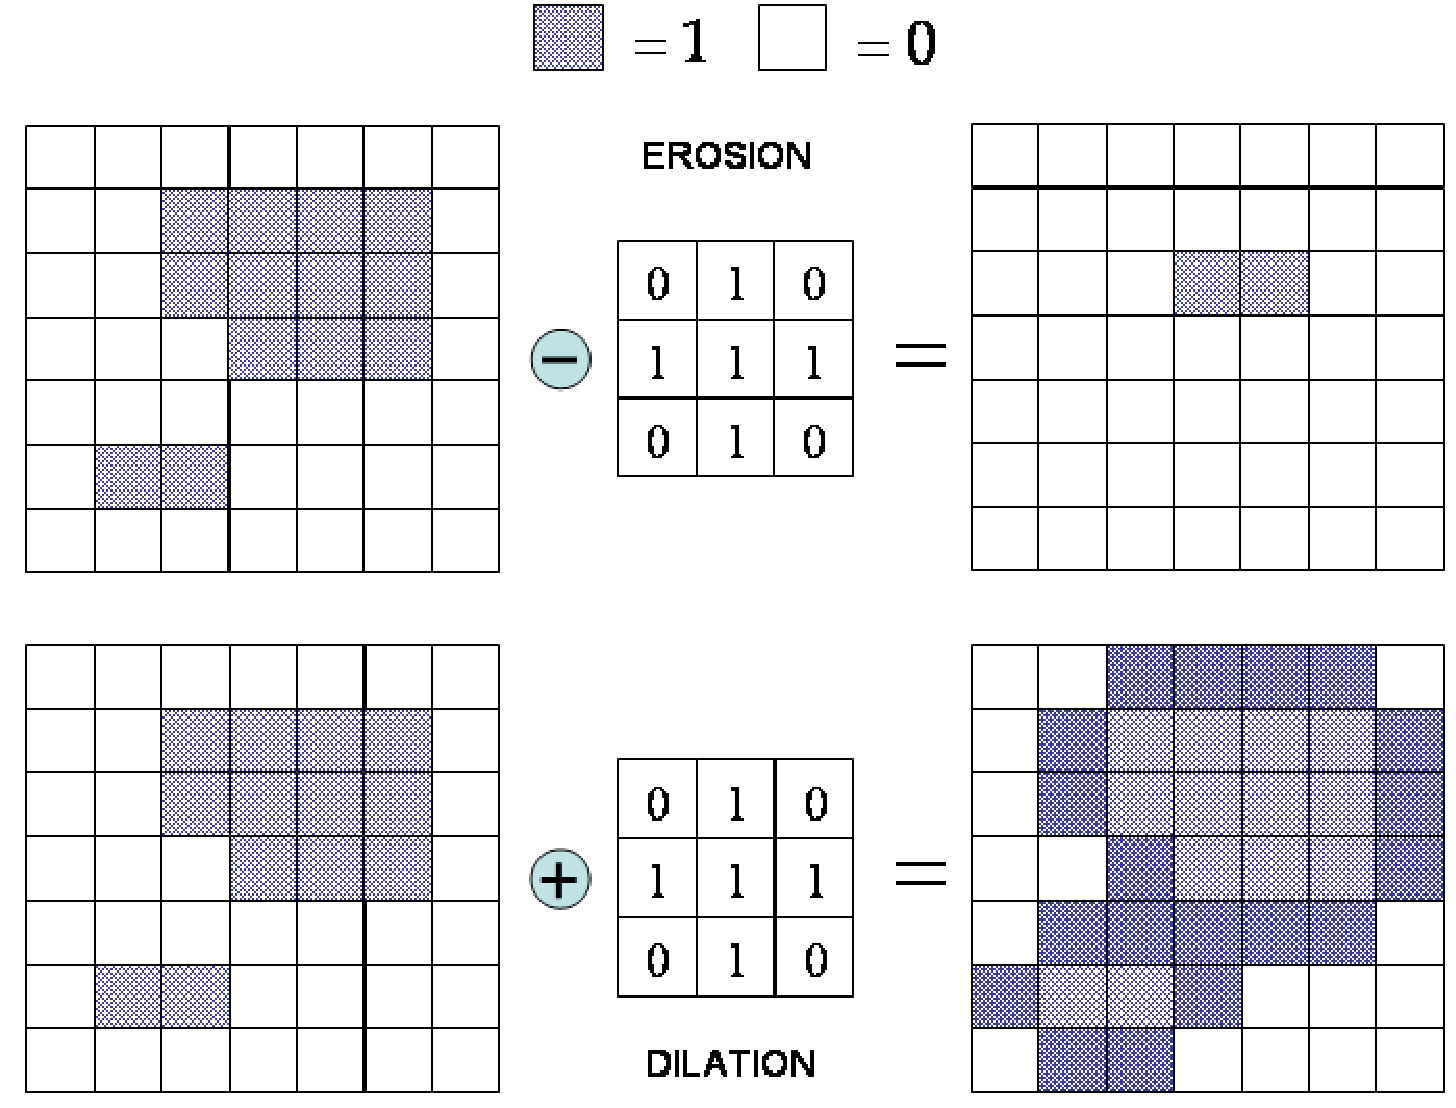 = 1 = 0
EROSION
0 1 0
− 1 1 1 =
0 1 0
0 1 0
+ 1 1 1 =
0 1 0
DILATION